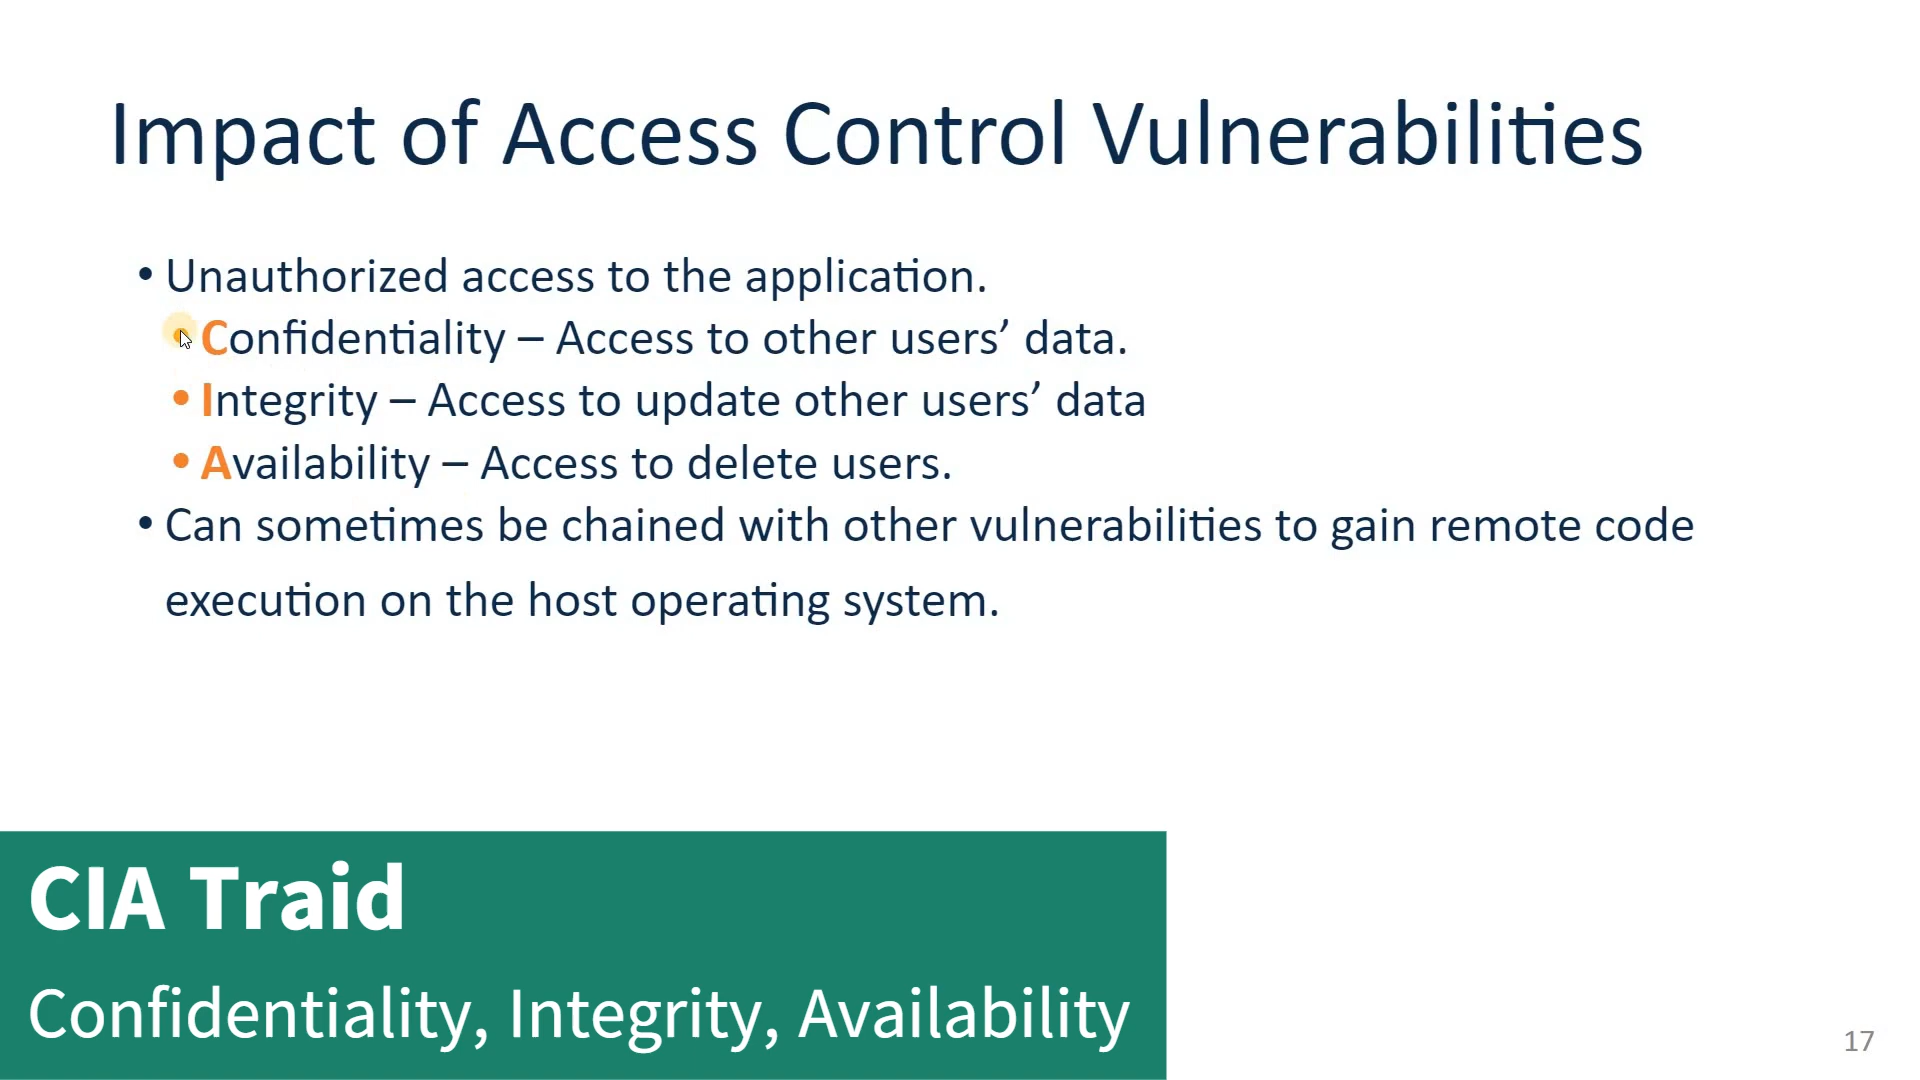 Impact of Access Control Vulnerabilities
• Unauthorized access to the application.
• Confidentiality – Access to other users’ data.
• Integrity – Access to update other users’ data
• Availability – Access to delete users.
• Can sometimes be chained with other vulnerabilities to gain remote code
execution on the host operating system.
CIA Traid
Confidentiality, Integrity, Availability
17